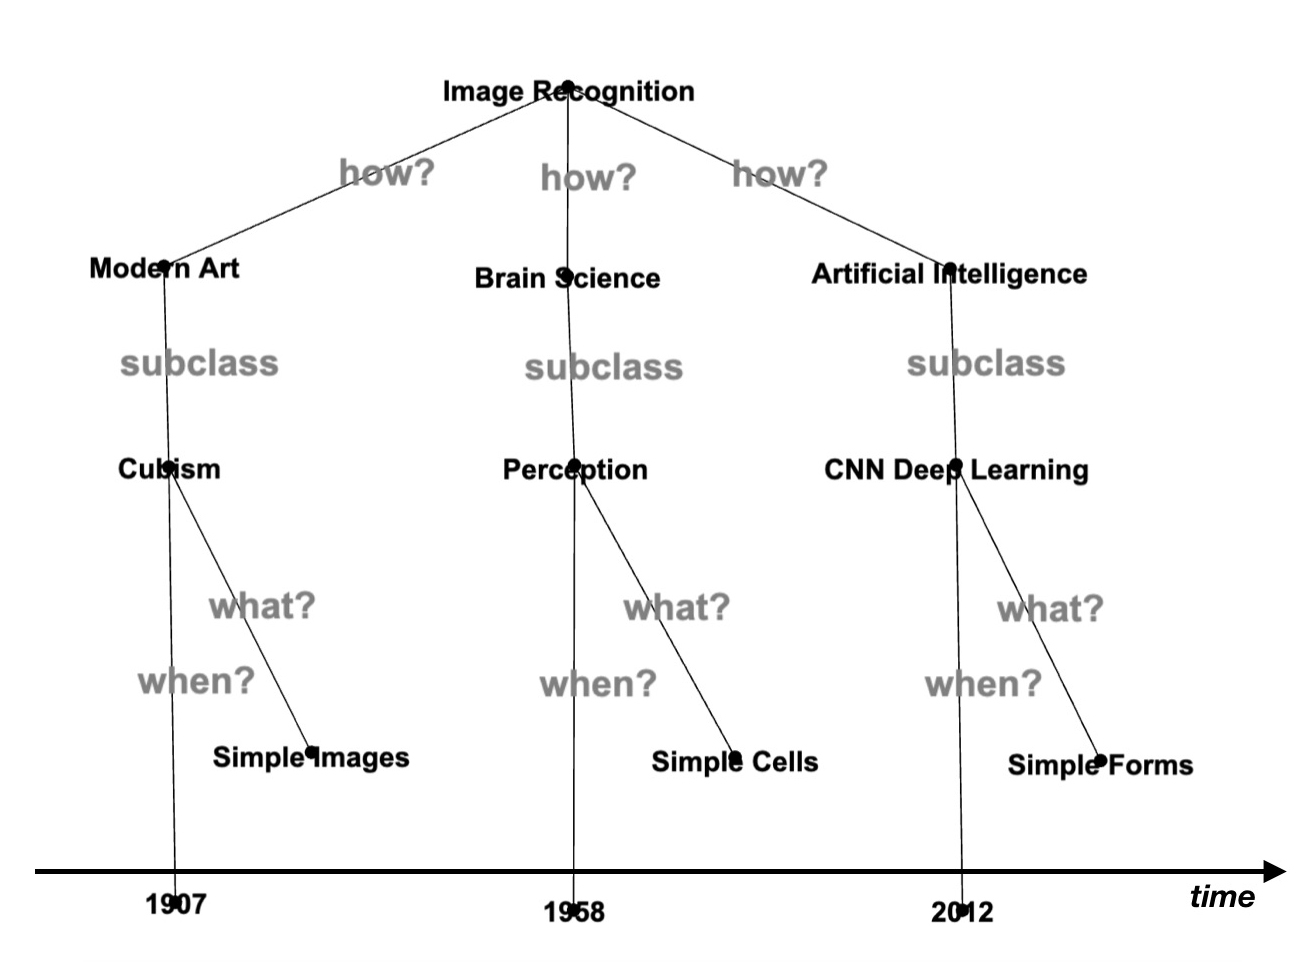 Image Recognition
how? how? how?
Modern Art Brain Science Artificial Intelligence
subclass subclass subclass
Cubism Perception CNN Deep Learning
what? what? what?
when? when? when?
Simple Images Simple Cells Simple Forms
time
1907 1958 2012